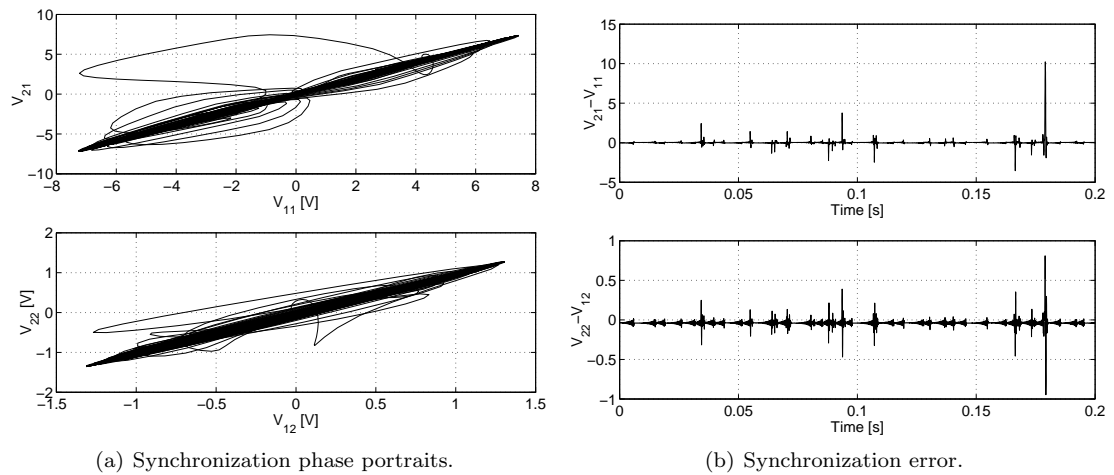 10
5
0
−5
−10
V21
−8 −6 −4 −2 0 2 4 6 8
V11 [V]
2
1
0
−1
−2
V22 [V]
−1.5 −1 −0.5 0 0.5 1 1.5
V12 [V]
(a) Synchronization phase portraits.
15
10
5
0
−5
V21−V11
0 0.05 0.1 0.15 0.2
Time [s]
1
0.5
0
−0.5
−1
V22−V12
0 0.05 0.1 0.15 0.2
Time [s]
(b) Synchronization error.